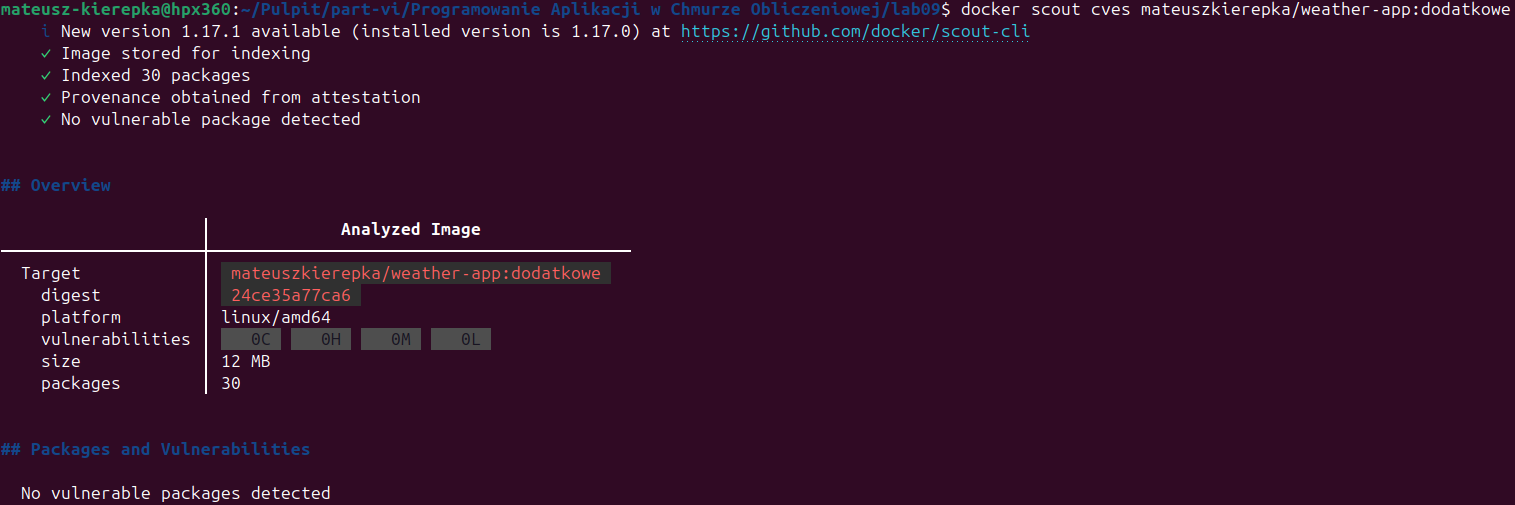 mateusz-kierepka@hpx360:~/Pulpit/part-vi/Programowanie Aplikacji w Chmurze Obliczeniowej/lab09$ docker scout cves mateuszkierepka/weather-app:dodatkowe
i New version 1.17.1 available (installed version is 1.17.0) at https://github.com/docker/scout-cli
✓ Image stored for indexing
✓ Indexed 30 packages
✓ Provenance obtained from attestation
✓ No vulnerable package detected
## Overview
Analyzed Image
Target mateuszkierepka/weather-app:dodatkowe
digest 24ce35a77ca6
platform linux/amd64
vulnerabilities 0C 0H 0M 0L
size 12 MB
packages 30
## Packages and Vulnerabilities
No vulnerable packages detected